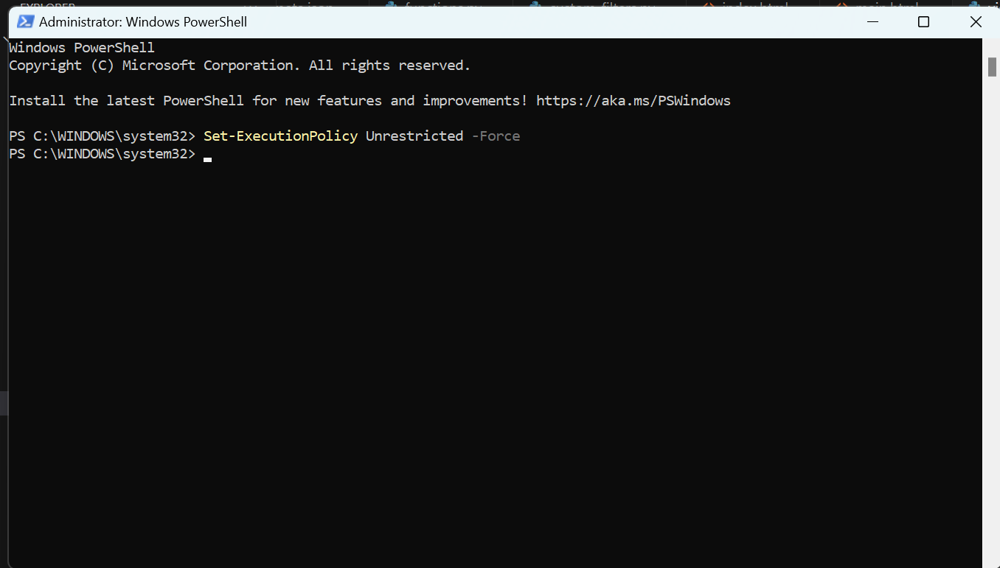 Administrator: Windows PowerShell
Windows PowerShell
Copyright (C) Microsoft Corporation. All rights reserved.
Install the latest PowerShell for new features and improvements! https://aka.ms/PSWindows
PS C:\WINDOWS\system32> Set-ExecutionPolicy Unrestricted -Force
PS C:\WINDOWS\system32>